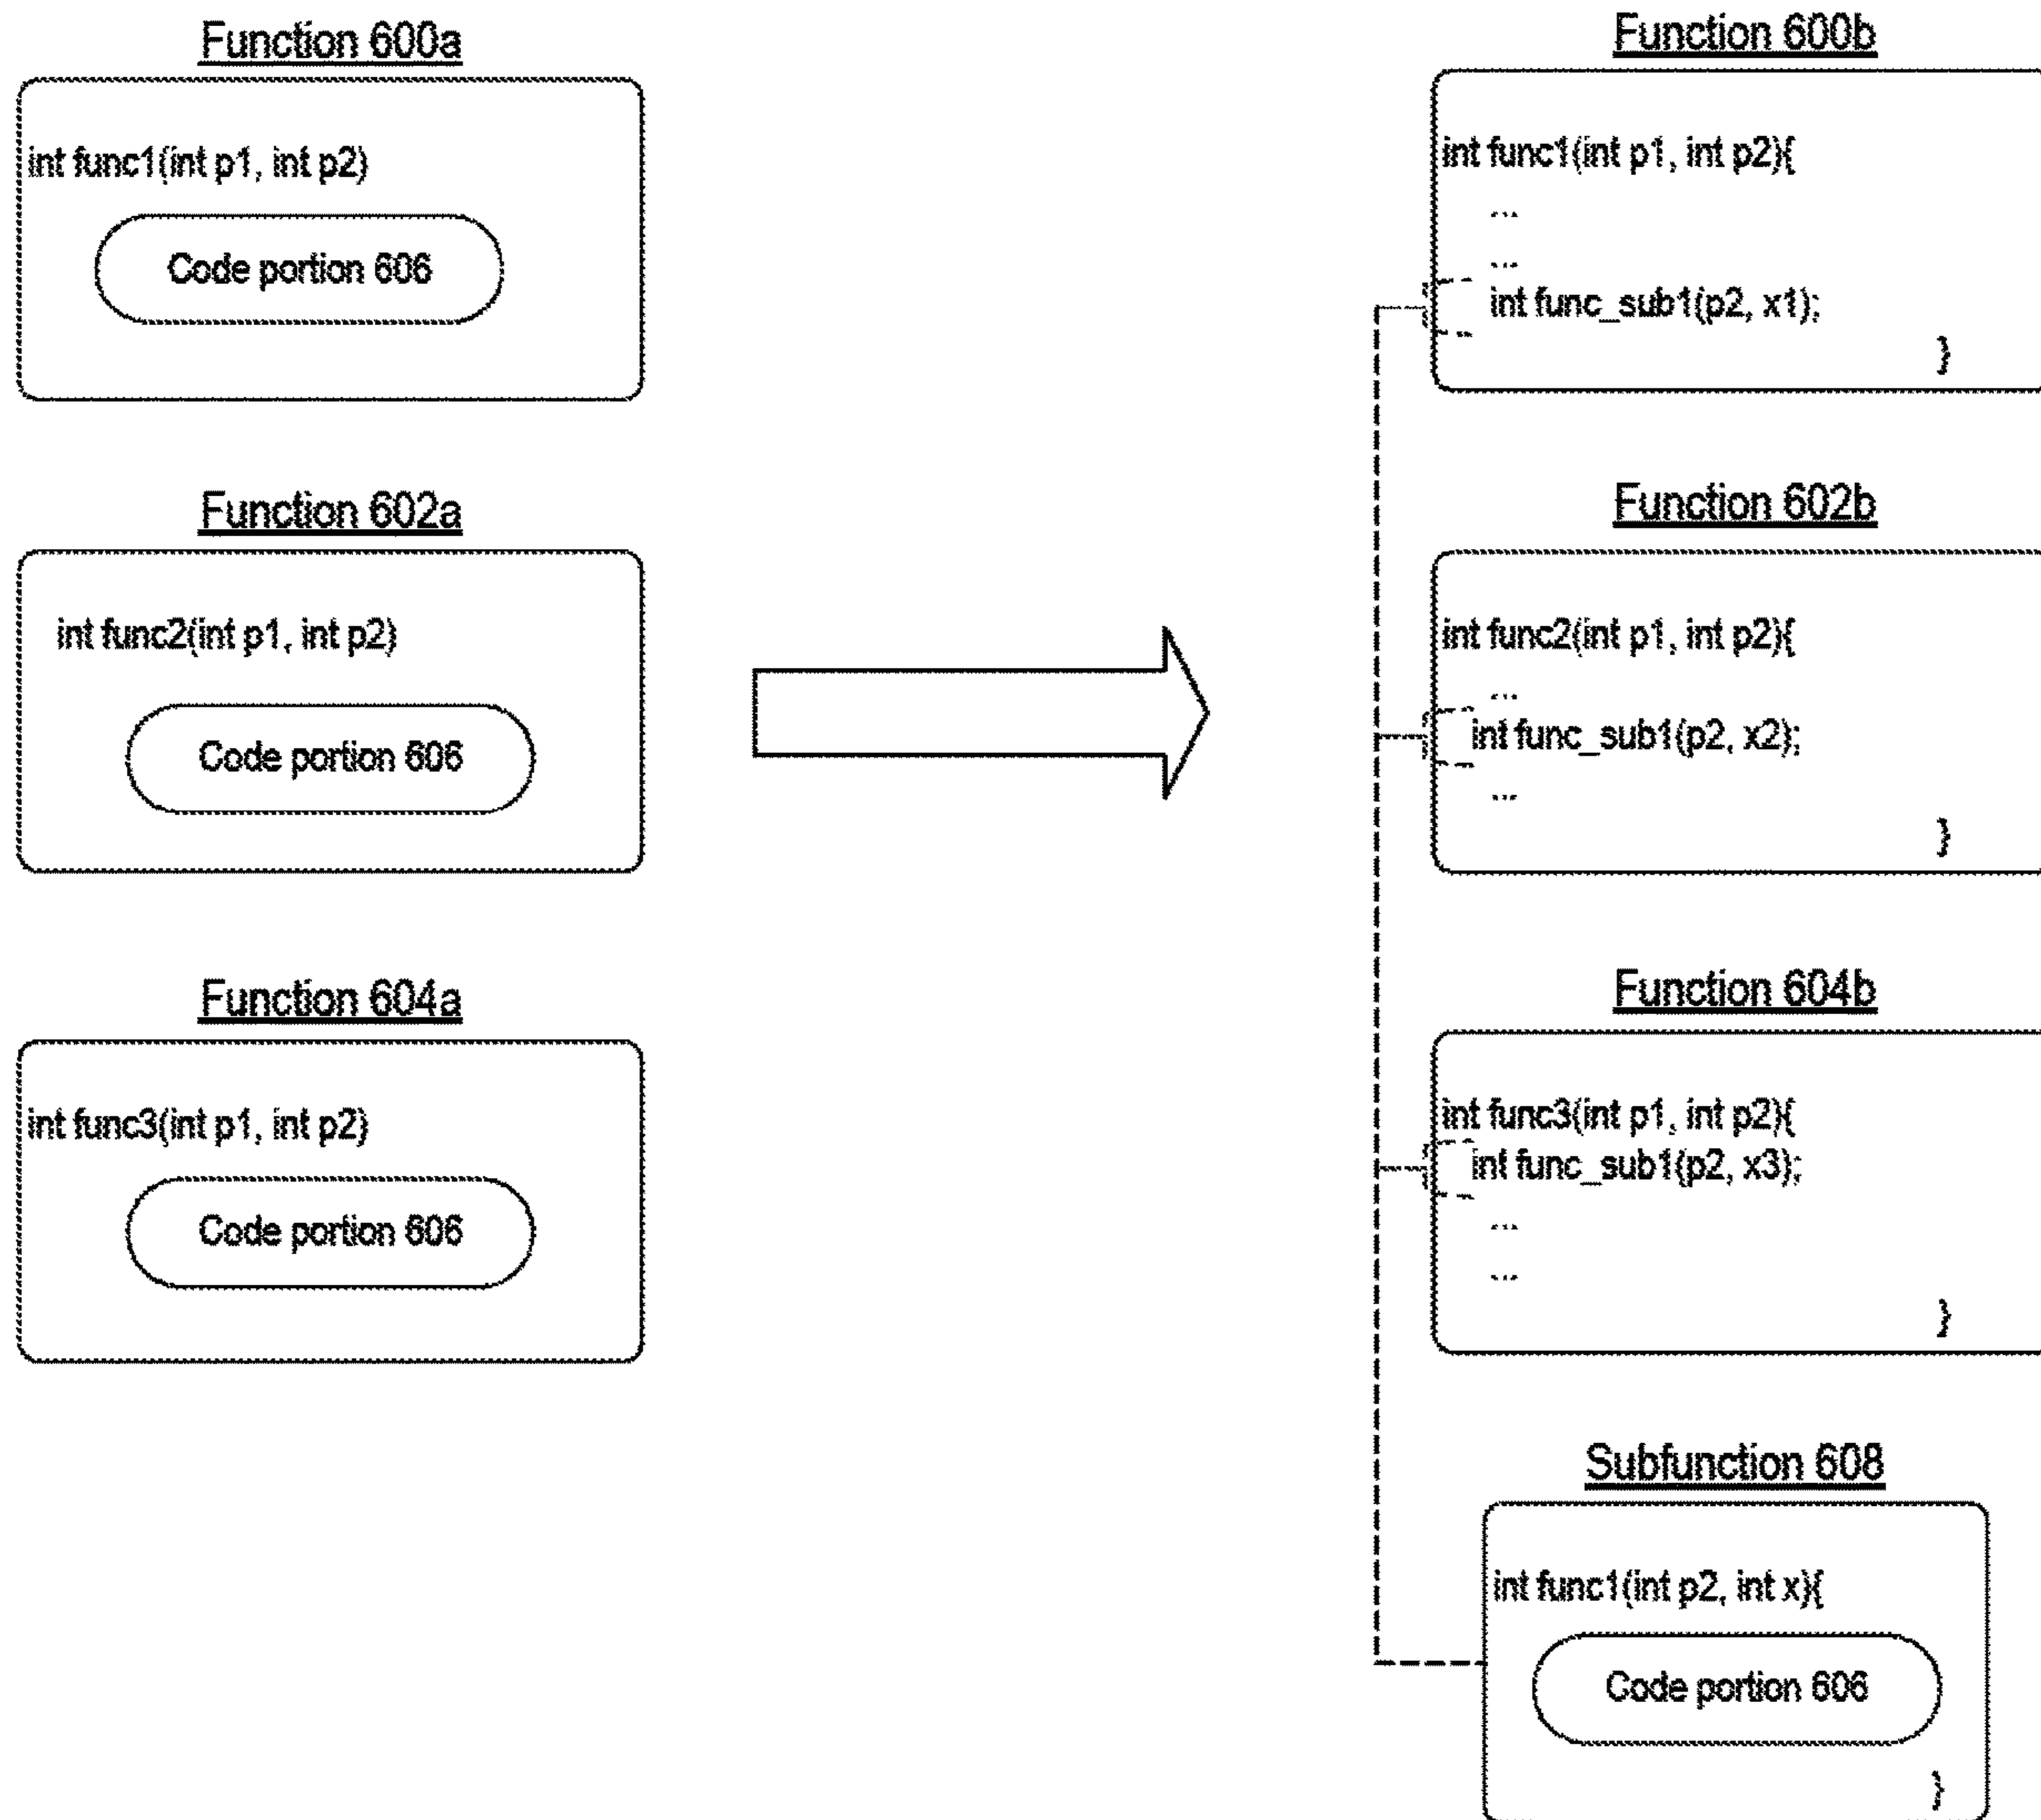 Function 600a
int func1(int p1, int p2)
Code portion 606
Function 602a
int func2(int p1, int p2)
Code portion 606
Function 604a
int func3(int p1, int p2)
Code portion 606
Function 600b
int func1(int p1, int p2){
...
...
int func_sub1(p2, x1);
}
Function 602b
int func2(int p1, int p2){
...
int func_sub1(p2, x2);
...
}
Function 604b
int func3(int p1, int p2){
int func_sub1(p2, x3);
...
...
}
Subfunction 608
int func1(int p2, int x){
Code portion 606
}